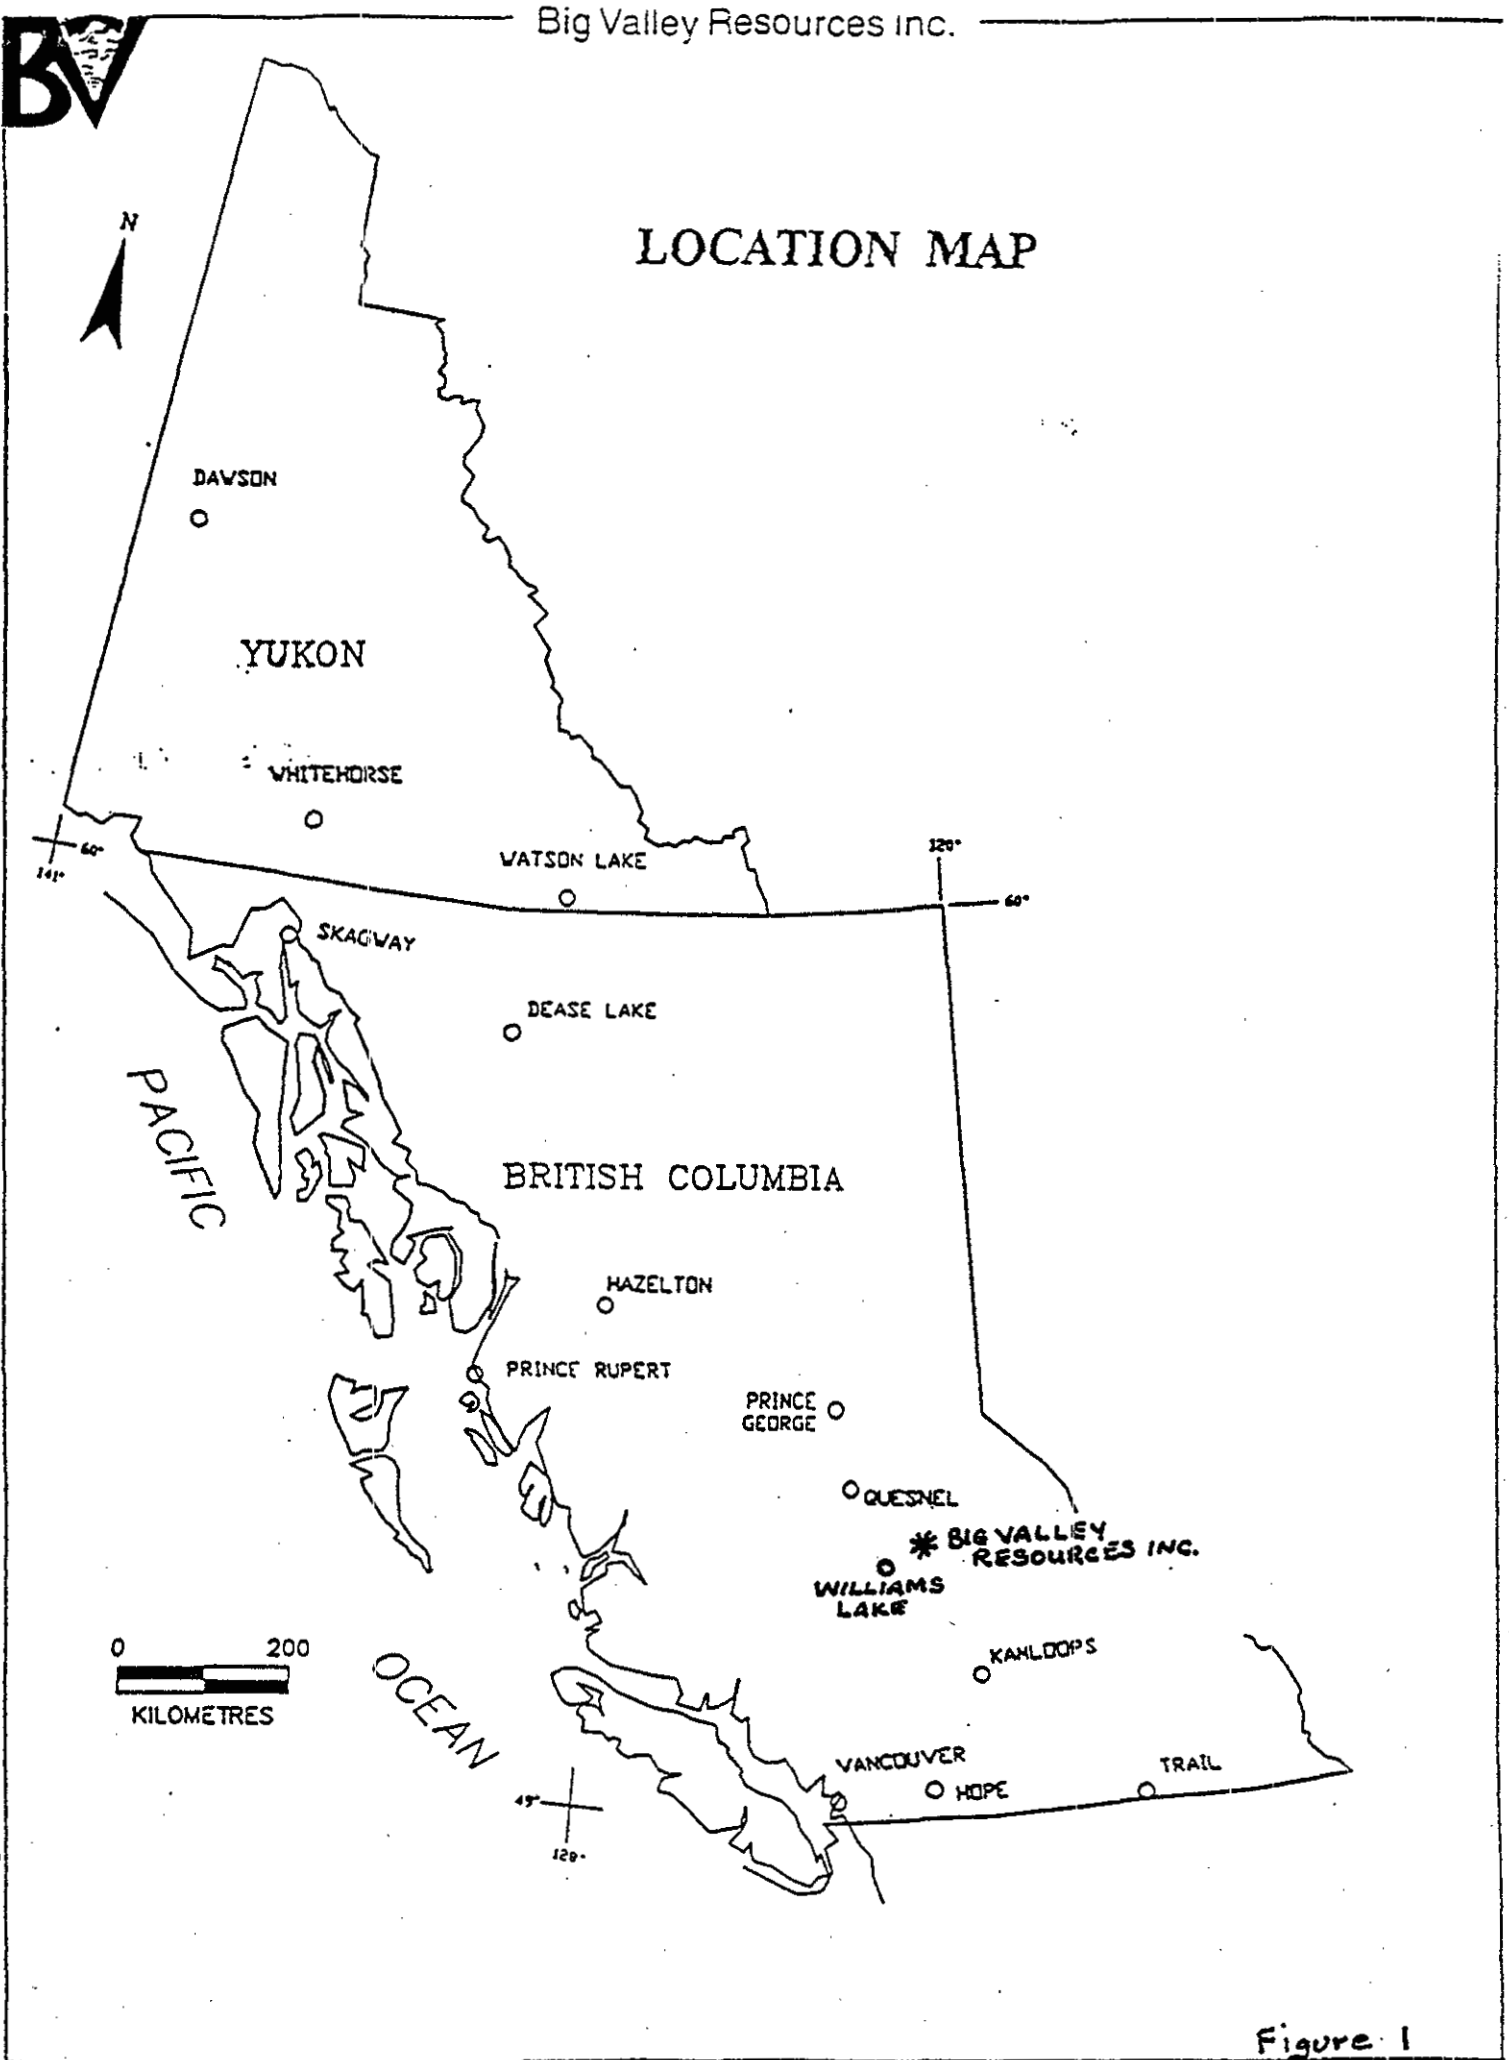 Big Valley Resources Inc.
BV
N
LOCATION MAP
DAWSON
YUKON
WHITEHORSE
WATSON LAKE
120°
60°
141°
60°
SKAGWAY
DEASE LAKE
PACIFIC
BRITISH COLUMBIA
HAZELTON
PRINCE RUPERT
PRINCE
GEORGE
QUESNEL
BIG VALLEY
RESOURCES INC.
WILLIAMS
LAKE
KAMLOOPS
0 200
KILOMETRES
OCEAN
VANCOUVER
HOPE
TRAIL
49°
128°
Figure 1